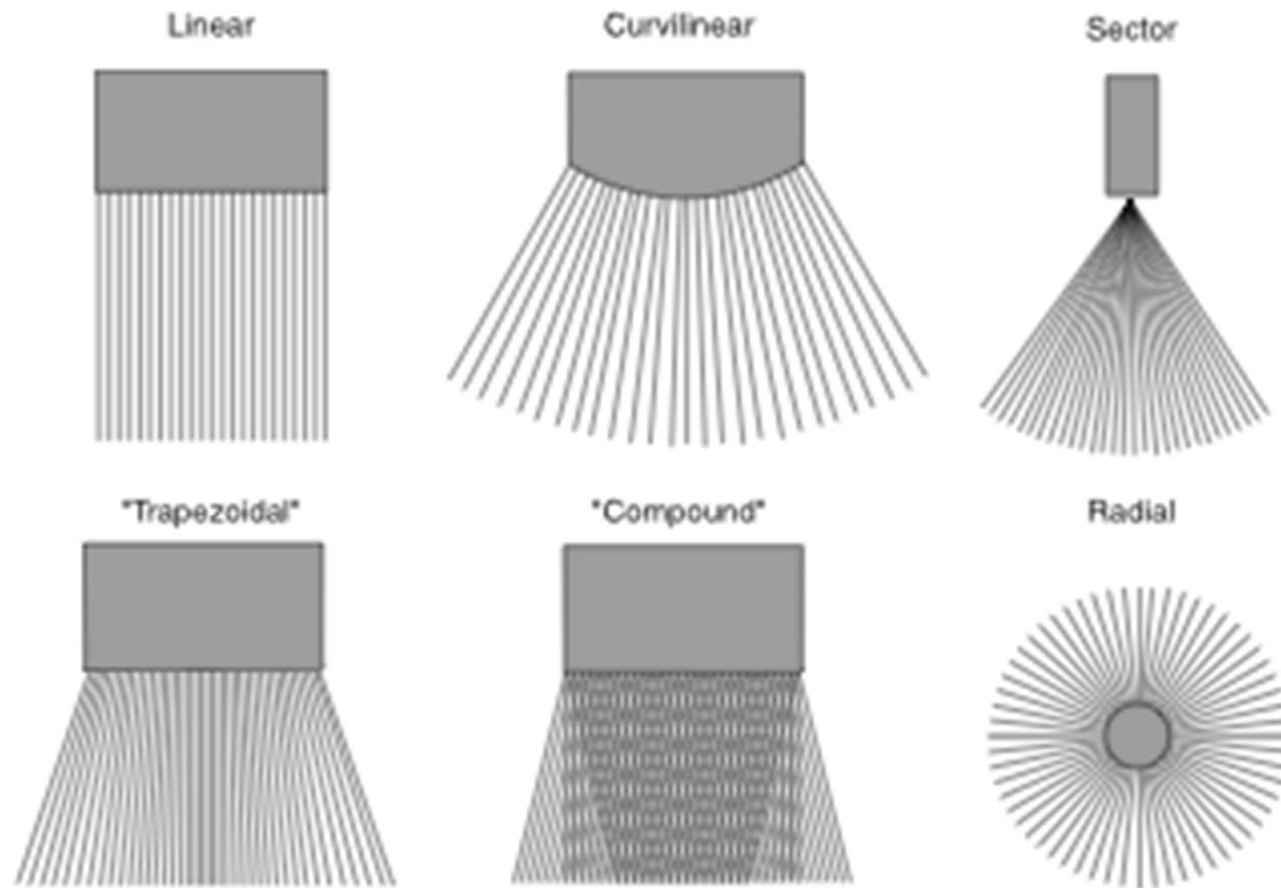 Linear
Curvilinear
Sector
"Trapezoidal"
"Compound"
Radial